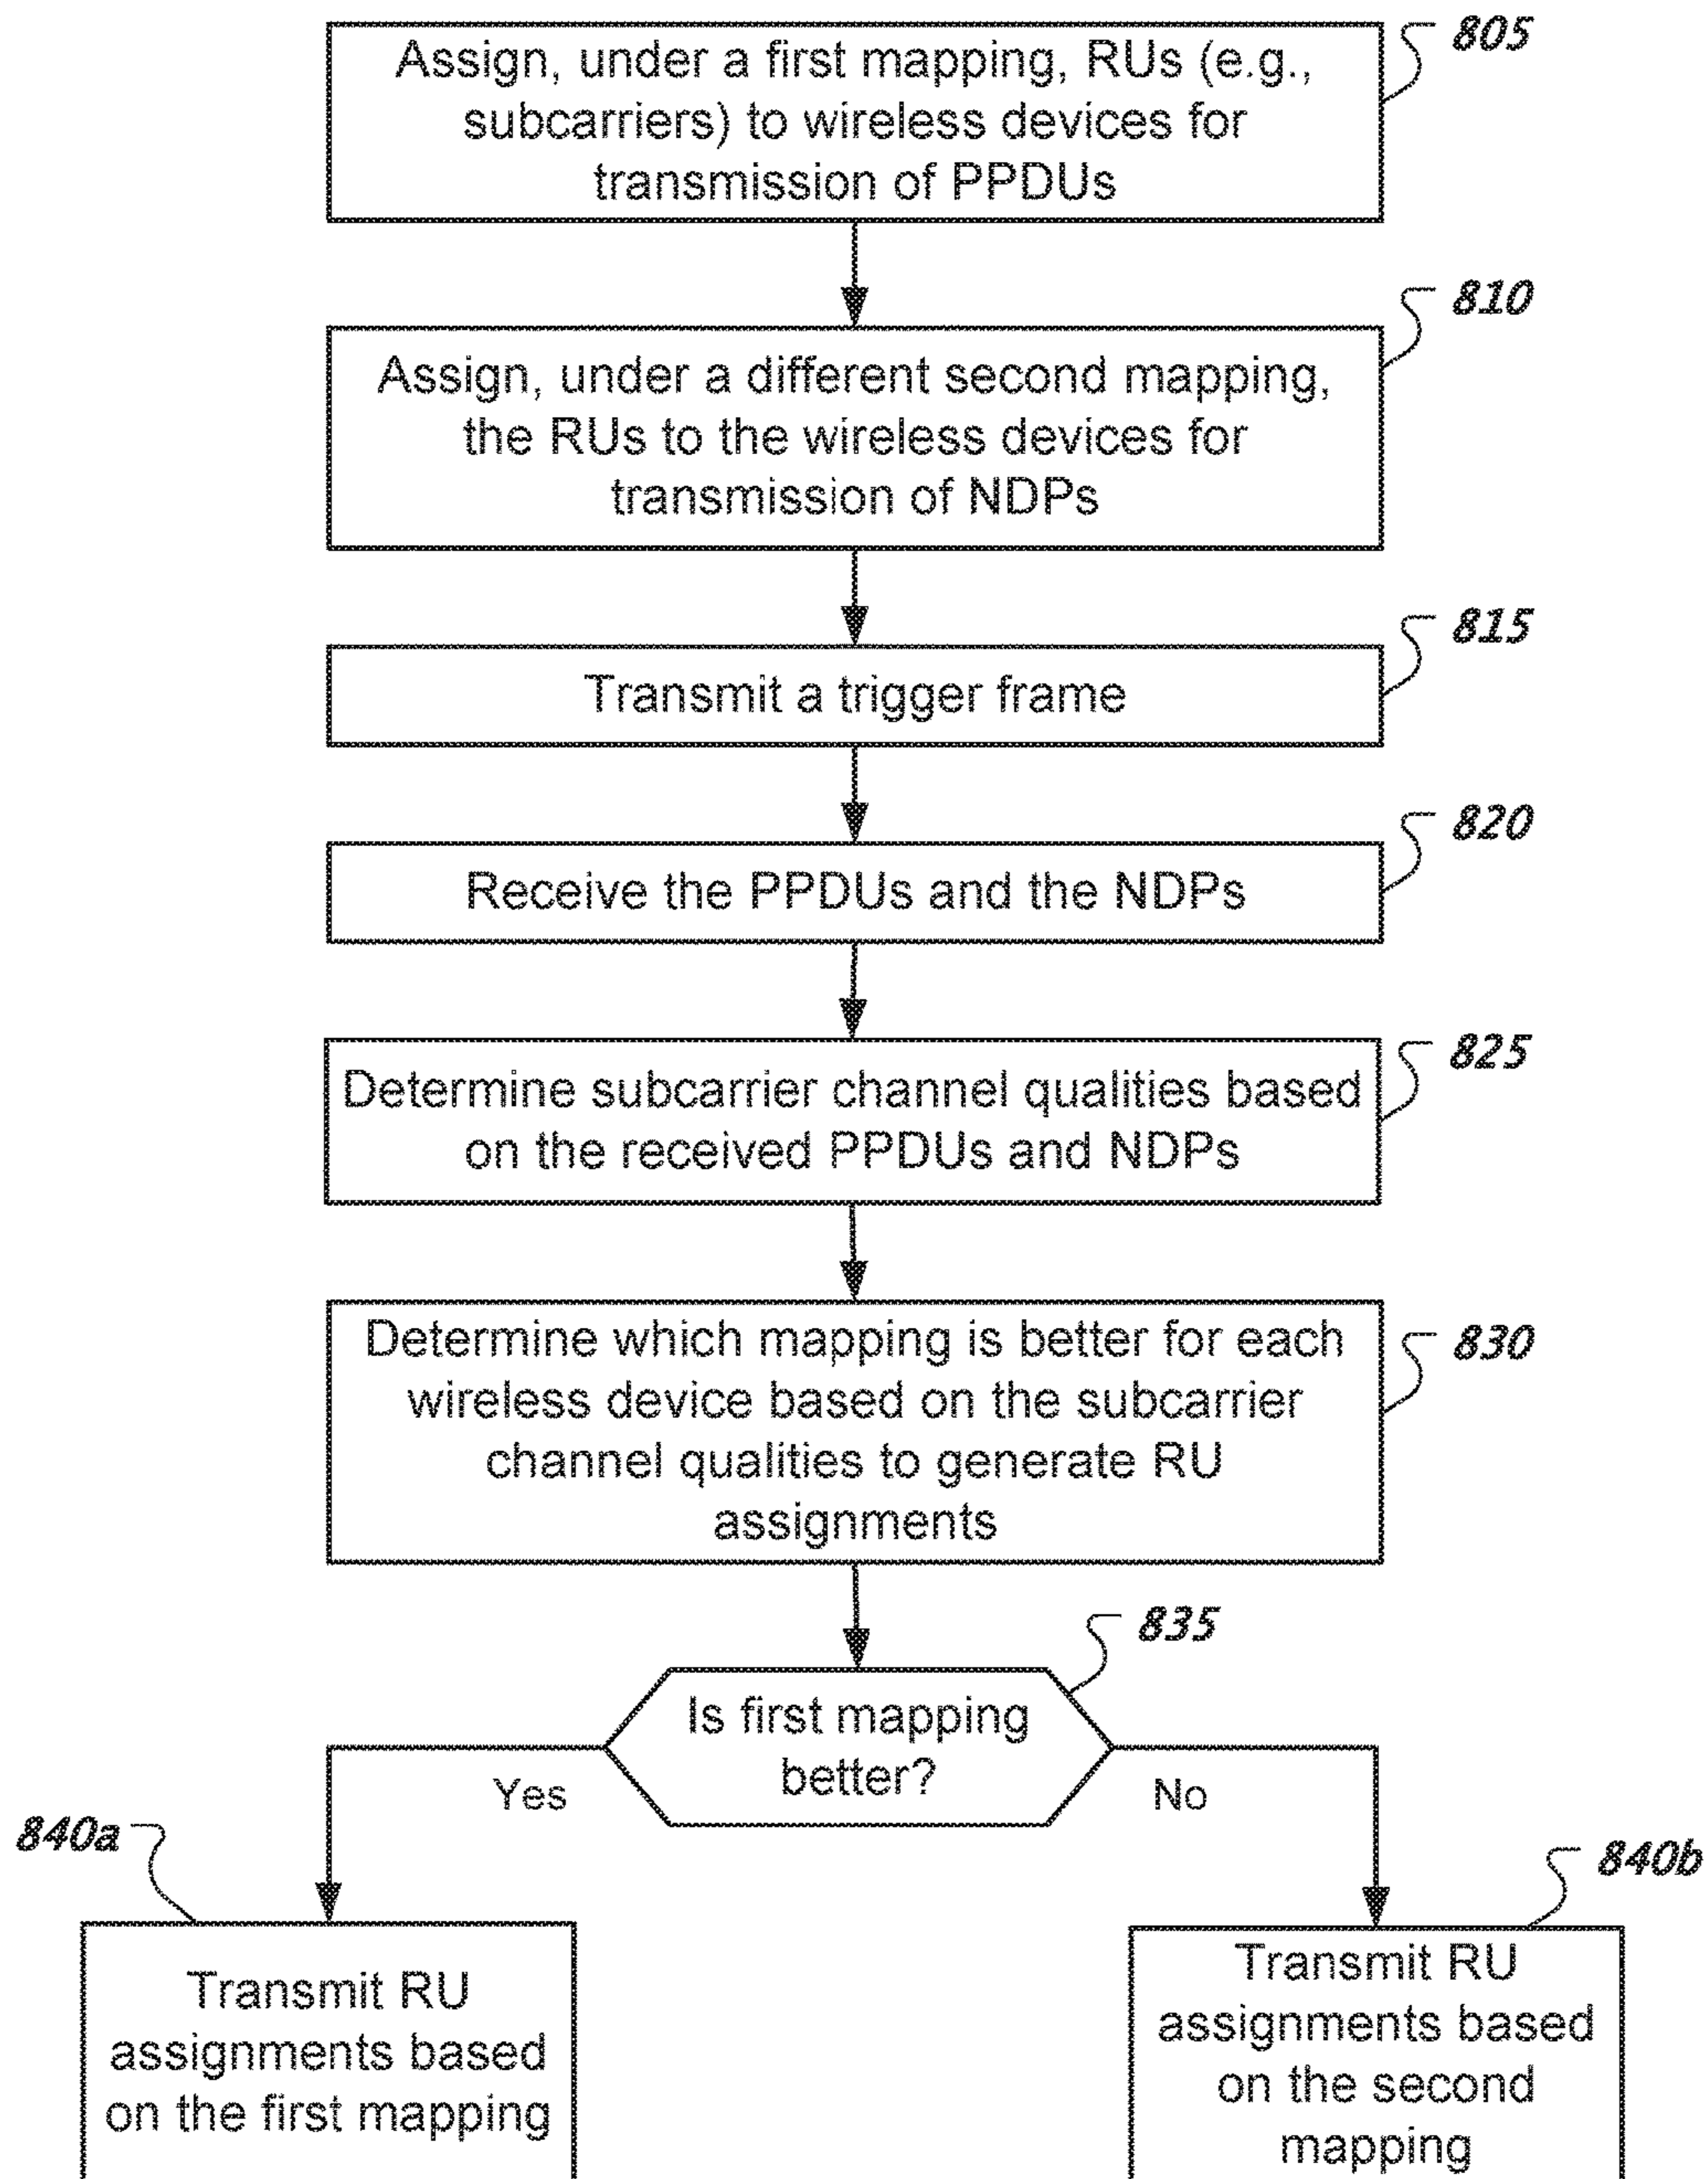 805
Assign, under a first mapping, RUs (e.g.,
subcarriers) to wireless devices for
transmission of PPDUs
810
Assign, under a different second mapping,
the RUs to the wireless devices for
transmission of NDPs
815
Transmit a trigger frame
820
Receive the PPDUs and the NDPs
825
Determine subcarrier channel qualities based
on the received PPDUs and NDPs
830
Determine which mapping is better for each
wireless device based on the subcarrier
channel qualities to generate RU
assignments
835
Is first mapping
better?
Yes
No
840a
Transmit RU
assignments based
on the first mapping
840b
Transmit RU
assignments based
on the second
mapping